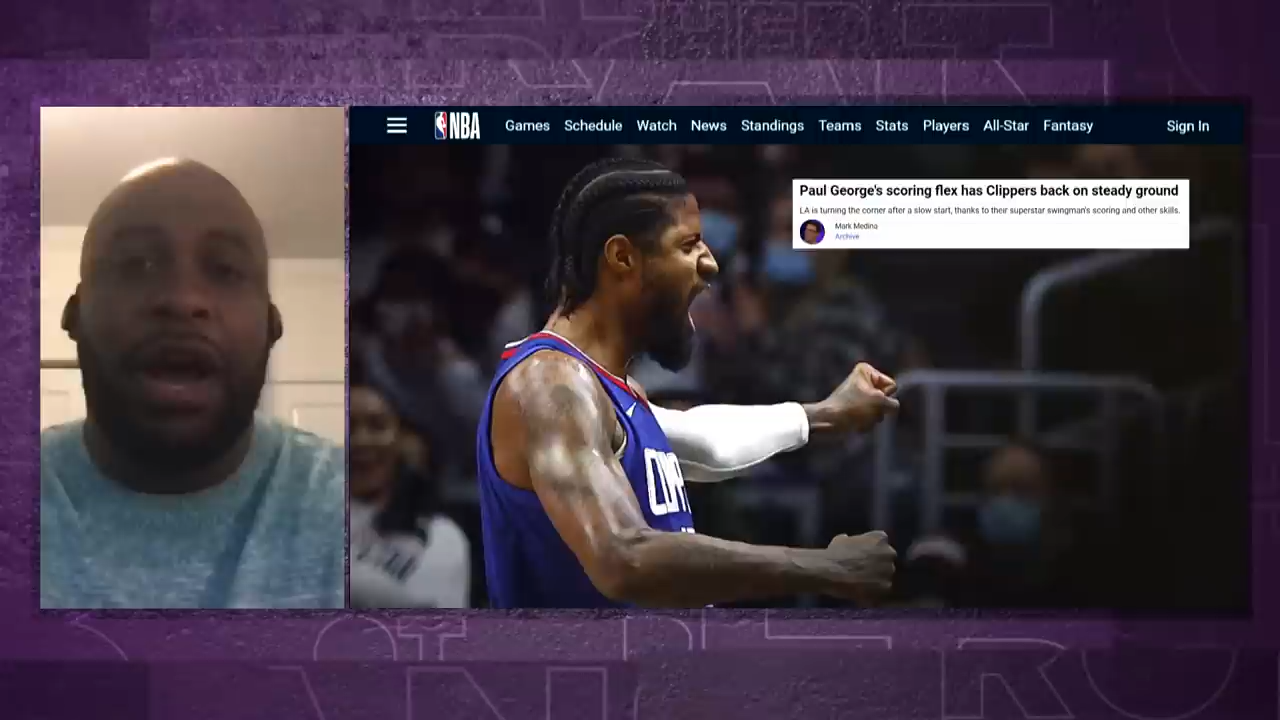 NBA Games Schedule Watch News Standings Teams Stats Players All-Star Fantasy Sign In
Paul George's scoring flex has Clippers back on steady ground
LA is turning the corner after a slow start, thanks to their superstar swingman's scoring and other skills.
Mark Medina
Archive